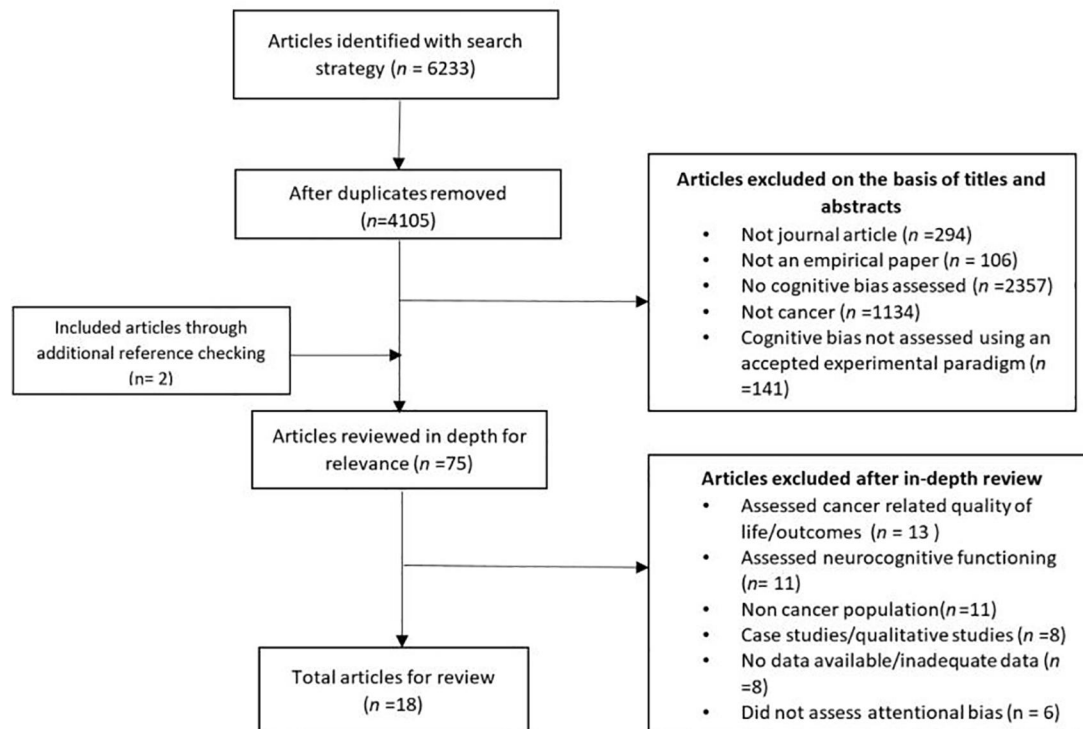 Articles identified with search
strategy (n = 6233)
After duplicates removed
(n=4105)
Articles excluded on the basis of titles and
abstracts
• Not journal article (n =294)
• Not an empirical paper (n = 106)
• No cognitive bias assessed (n =2357)
• Not cancer (n =1134)
• Cognitive bias not assessed using an
accepted experimental paradigm (n
=141)
Included articles through
additional reference checking
(n= 2)
Articles reviewed in depth for
relevance (n =75)
Articles excluded after in-depth review
• Assessed cancer related quality of
life/outcomes (n = 13 )
• Assessed neurocognitive functioning
(n= 11)
• Non cancer population(n =11)
• Case studies/qualitative studies (n =8)
• No data available/inadequate data (n
=8)
• Did not assess attentional bias (n = 6)
Total articles for review
(n =18)